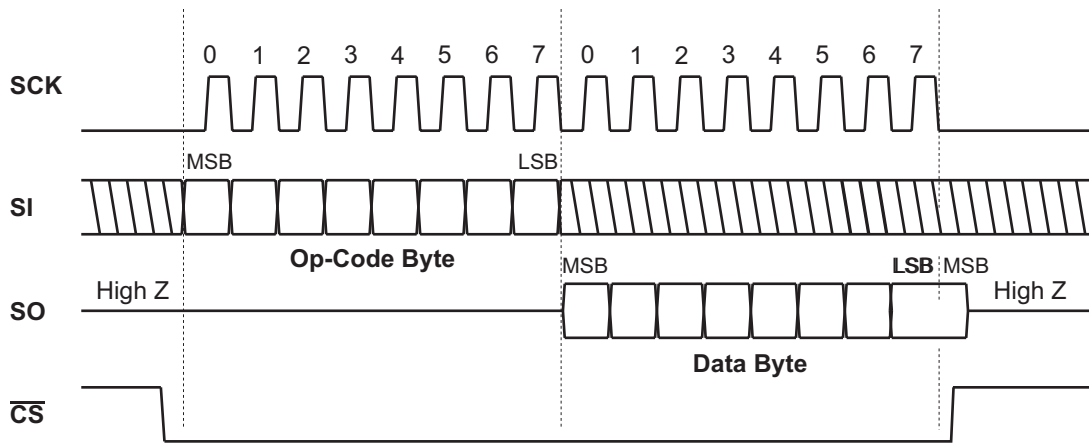 0 1 2 3 4 5 6 7 0 1 2 3 4 5 6 7
SCK
MSB LSB
SI
Op-Code Byte
MSB LSB MSB
High Z High Z
SO
Data Byte
CS